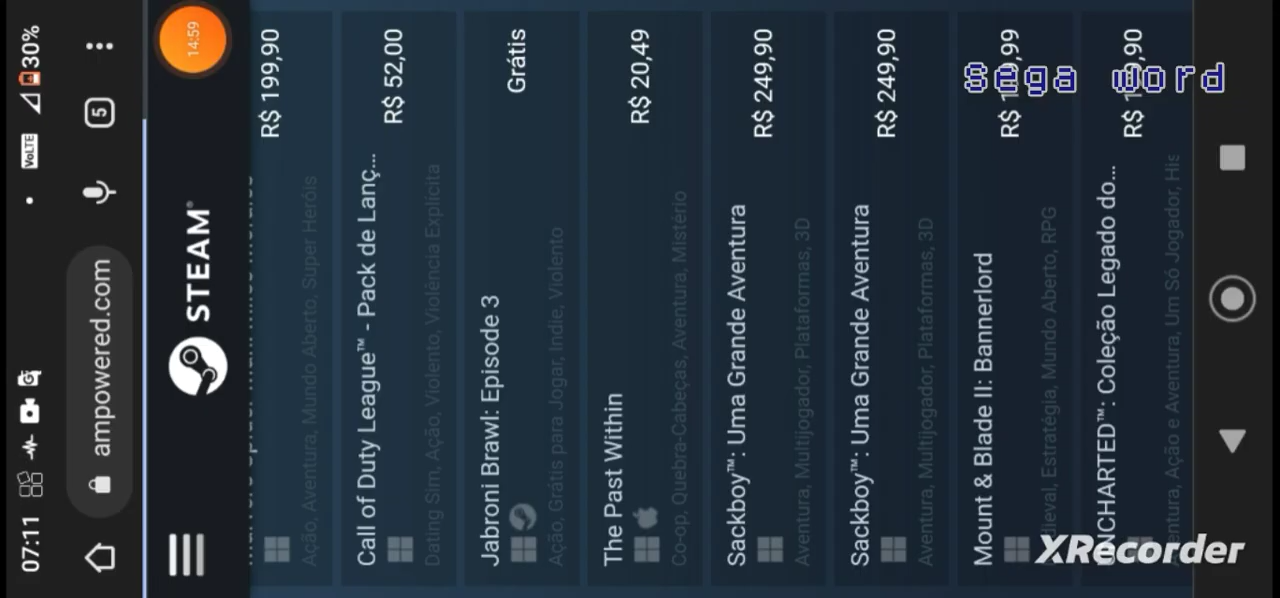 07:11
VoLTE
30%
ampowered.com
5
14:59
STEAM®
R$ 199,90
Ação, Aventura, Mundo Aberto, Super Heróis
Call of Duty League™ - Pack de Lanç...
R$ 52,00
Dating Sim, Ação, Violento, Violência Explícita
Jabroni Brawl: Episode 3
Grátis
Ação, Grátis para Jogar, Indie, Violento
The Past Within
R$ 20,49
Co-op, Quebra-Cabeças, Aventura, Mistério
Sackboy™: Uma Grande Aventura
R$ 249,90
Aventura, Multijogador, Plataformas, 3D
Sackboy™: Uma Grande Aventura
R$ 249,90
Aventura, Multijogador, Plataformas, 3D
Mount & Blade II: Bannerlord
Estratégia, Mundo Aberto, RPG
UNCHARTED™: Coleção Legado do...
Aventura, Ação e Aventura, Um Só Jogador, His
Sega word
XRecorder